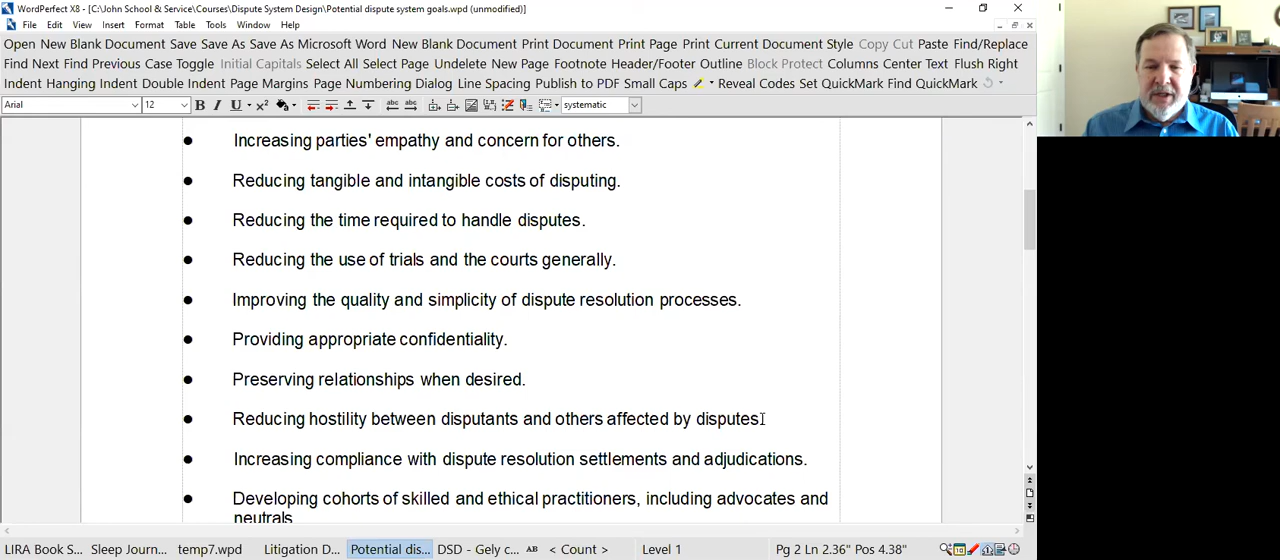 WordPerfect X8 - [C:\John School & Service\Courses\Dispute System Design\Potential dispute system goals.wpd (unmodified)]
File Edit View Insert Format Table Tools Window Help
Open New Blank Document Save Save As Save As Microsoft Word New Blank Document Print Document Print Page Print Current Document Style Copy Cut Paste Find/Replace
Find Next Find Previous Case Toggle Initial Capitals Select All Select Page Undelete New Page Footnote Header/Footer Outline Block Protect Columns Center Text Flush Right
Indent Hanging Indent Double Indent Page Margins Page Numbering Dialog Line Spacing Publish to PDF Small Caps Reveal Codes Set QuickMark Find QuickMark
Arial 12 B I U x² abc abc systematic
● Increasing parties' empathy and concern for others.
● Reducing tangible and intangible costs of disputing.
● Reducing the time required to handle disputes.
● Reducing the use of trials and the courts generally.
● Improving the quality and simplicity of dispute resolution processes.
● Providing appropriate confidentiality.
● Preserving relationships when desired.
● Reducing hostility between disputants and others affected by disputes
● Increasing compliance with dispute resolution settlements and adjudications.
● Developing cohorts of skilled and ethical practitioners, including advocates and
neutrals
LIRA Book S... Sleep Journ... temp7.wpd Litigation D... Potential dis... DSD - Gely c... AB < Count > Level 1 Pg 2 Ln 2.36" Pos 4.38"